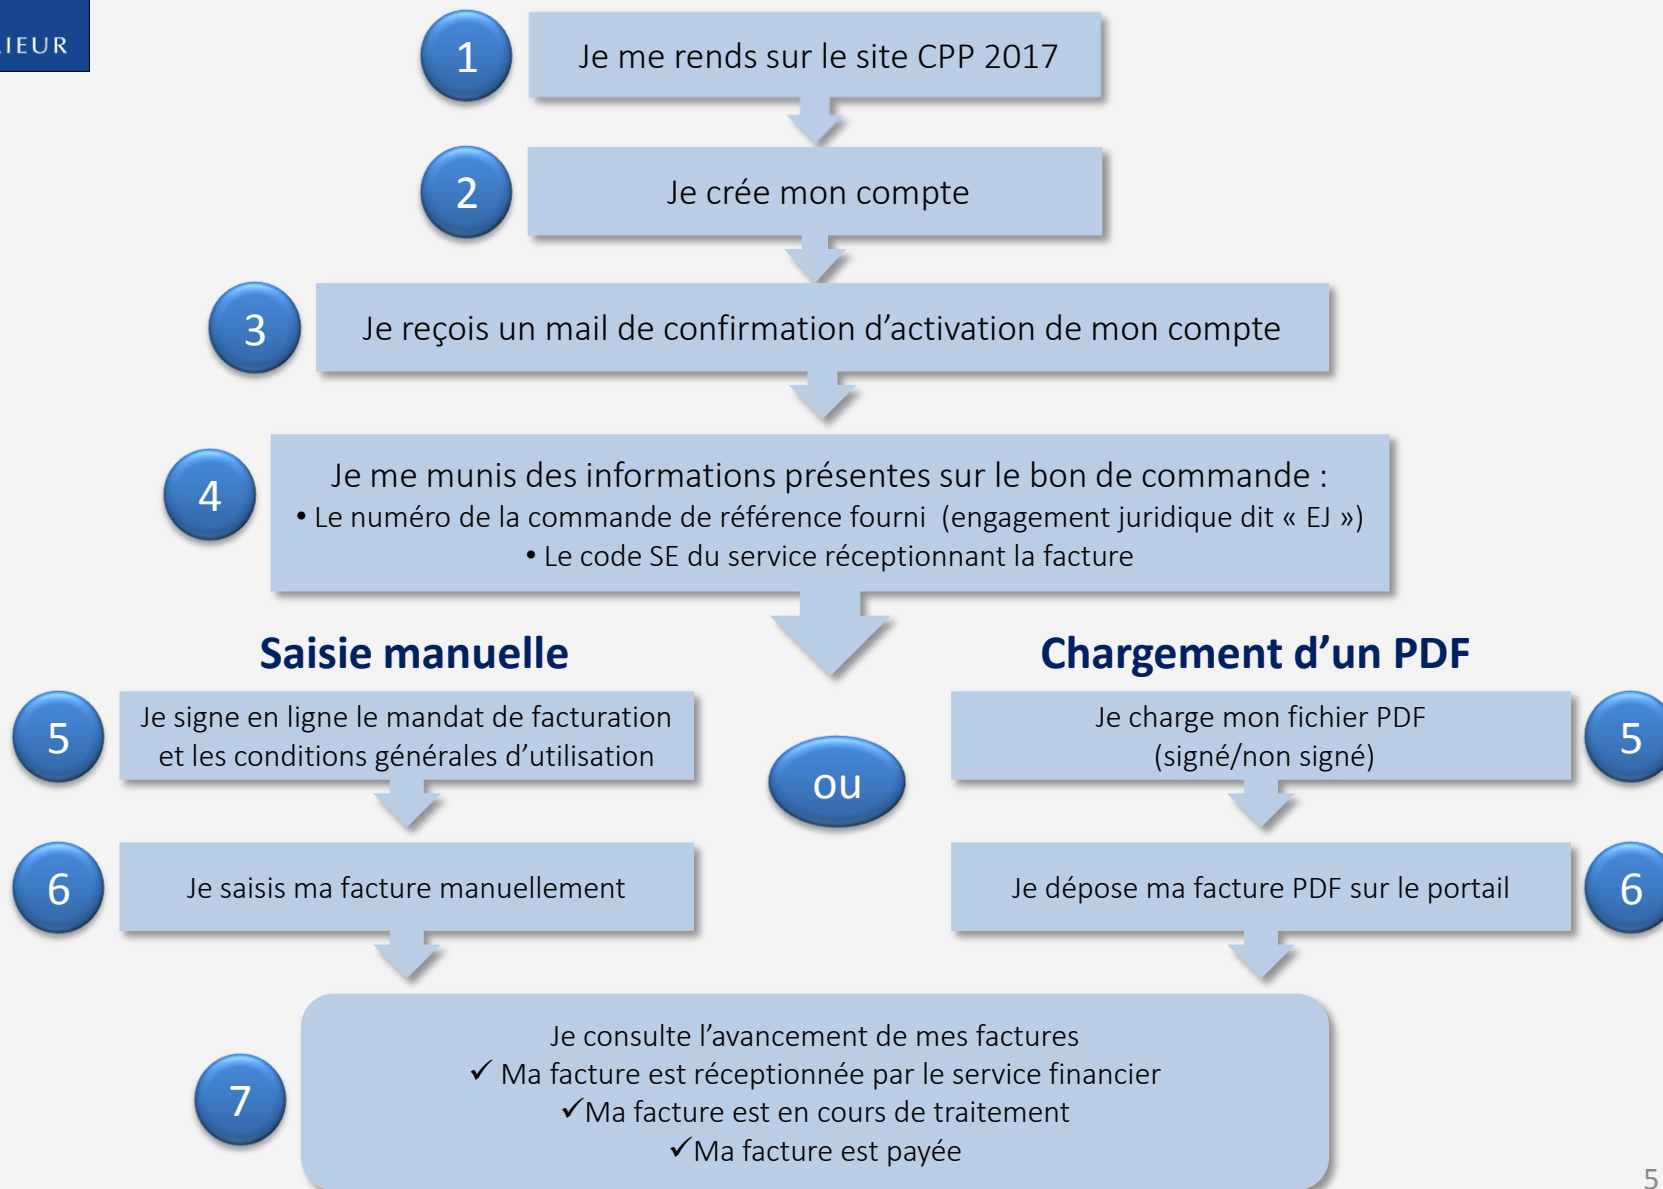 IEUR
1
Je me rends sur le site CPP 2017
2
Je crée mon compte
3
Je reçois un mail de confirmation d’activation de mon compte
4
Je me munis des informations présentes sur le bon de commande :
• Le numéro de la commande de référence fourni (engagement juridique dit « EJ »)
• Le code SE du service réceptionnant la facture
Saisie manuelle
Chargement d’un PDF
5
Je signe en ligne le mandat de facturation
et les conditions générales d’utilisation
ou
Je charge mon fichier PDF
(signé/non signé)
5
6
Je saisis ma facture manuellement
Je dépose ma facture PDF sur le portail
6
7
Je consulte l’avancement de mes factures
✓ Ma facture est réceptionnée par le service financier
✓Ma facture est en cours de traitement
✓Ma facture est payée
5